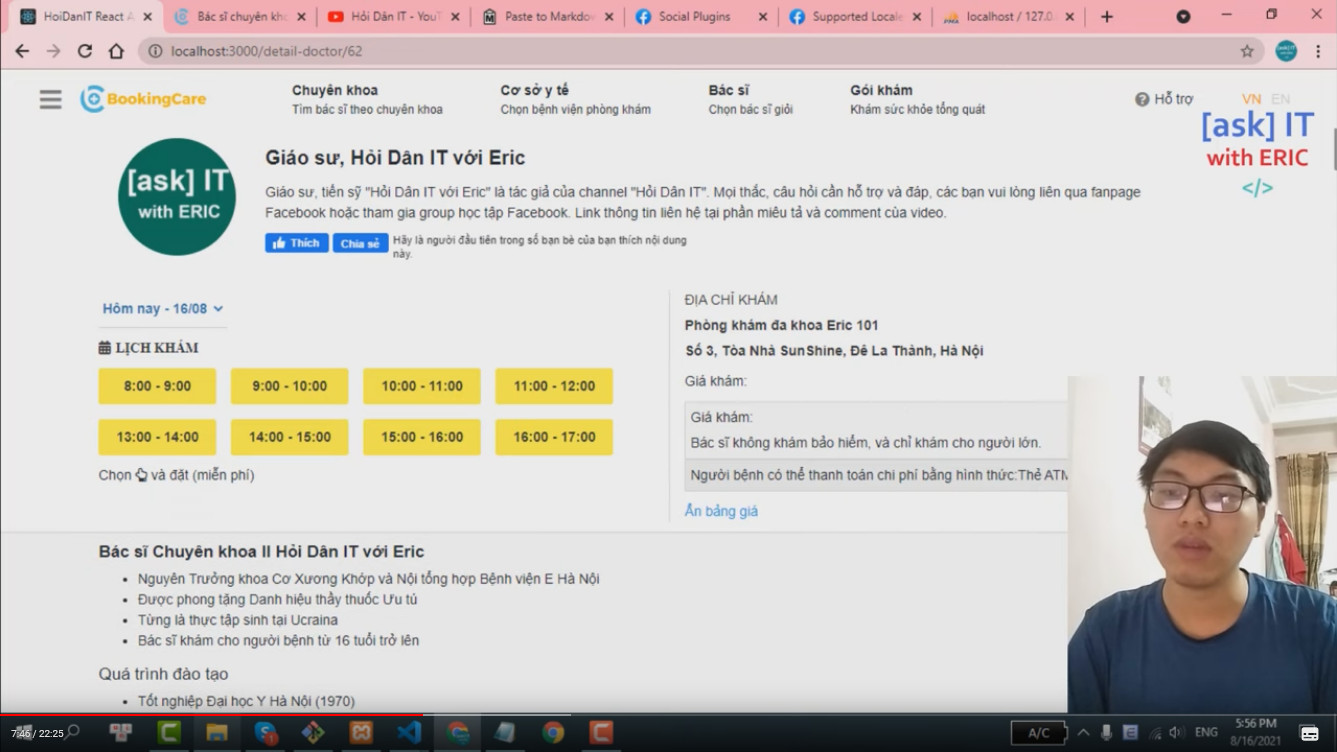 HoiDanIT React A
Bác sĩ chuyên kho
Hỏi Dân IT - YouT
Paste to Markdow
Social Plugins
Supported Locale
localhost / 127.0.
localhost:3000/detail-doctor/62
BookingCare
Chuyên khoa
Tìm bác sĩ theo chuyên khoa
Cơ sở y tế
Chọn bệnh viện phòng khám
Bác sĩ
Chọn bác sĩ giỏi
Gói khám
Khám sức khỏe tổng quát
Hỗ trợ
VN EN
[ask] IT
with ERIC
</>
[ask] IT
with ERIC
Giáo sư, Hỏi Dân IT với Eric
Giáo sư, tiến sỹ "Hỏi Dân IT với Eric" là tác giả của channel "Hỏi Dân IT". Mọi thắc, câu hỏi cần hỗ trợ và đáp, các bạn vui lòng liên qua fanpage
Facebook hoặc tham gia group học tập Facebook. Link thông tin liên hệ tại phần miêu tả và comment của video.
Thích
Chia sẻ
Hãy là người đầu tiên trong số bạn bè của bạn thích nội dung
này.
Hôm nay - 16/08
LỊCH KHÁM
8:00 - 9:00
9:00 - 10:00
10:00 - 11:00
11:00 - 12:00
13:00 - 14:00
14:00 - 15:00
15:00 - 16:00
16:00 - 17:00
Chọn và đặt (miễn phí)
ĐỊA CHỈ KHÁM
Phòng khám đa khoa Eric 101
Số 3, Tòa Nhà SunShine, Đê La Thành, Hà Nội
Giá khám:
Giá khám:
Bác sĩ không khám bảo hiểm, và chỉ khám cho người lớn.
Người bệnh có thể thanh toán chi phí bằng hình thức:Thẻ ATM
Ẩn bảng giá
Bác sĩ Chuyên khoa II Hỏi Dân IT với Eric
Nguyên Trưởng khoa Cơ Xương Khớp và Nội tổng hợp Bệnh viện E Hà Nội
Được phong tặng Danh hiệu thầy thuốc Ưu tú
Từng là thực tập sinh tại Ucraina
Bác sĩ khám cho người bệnh từ 16 tuổi trở lên
Quá trình đào tạo
Tốt nghiệp Đại học Y Hà Nội (1970)
7:46 / 22:25
A/C
ENG
5:56 PM
8/16/2021